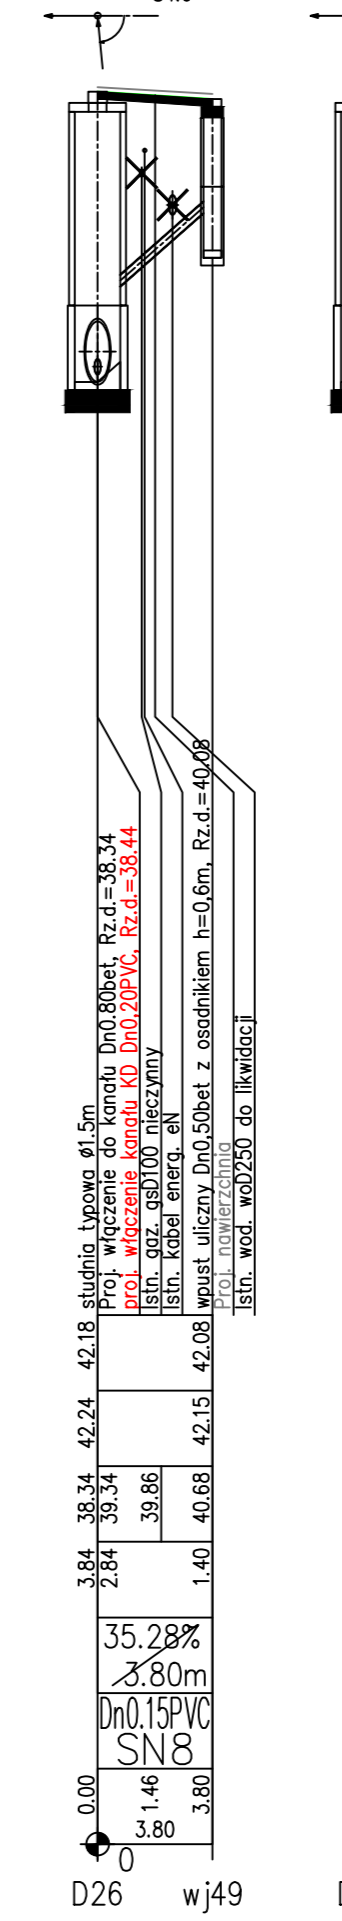 studnia typowa ø1.5m
Proj. włączenie do kanału Dn0.80bet, Rz.d.=38.34
proj. włączenie kanału KD Dn0,20PVC, Rz.d.=38.44
Istn. gaz. gsD100 nieczynny
Istn. kabel energ. eN
wpust uliczny Dn0,50bet z osadnikiem h=0,6m, Rz.d.=40.08
Proj. nawierzchnia
Istn. wod. woD250 do likwidacji
42.18 42.08
42.24 42.15
38.34 39.34 39.86 40.68
3.84 2.84 1.40
35.28%
3.80m
Dn0.15PVC
SN8
0.00 1.46 3.80
3.80
0
D26 wj49